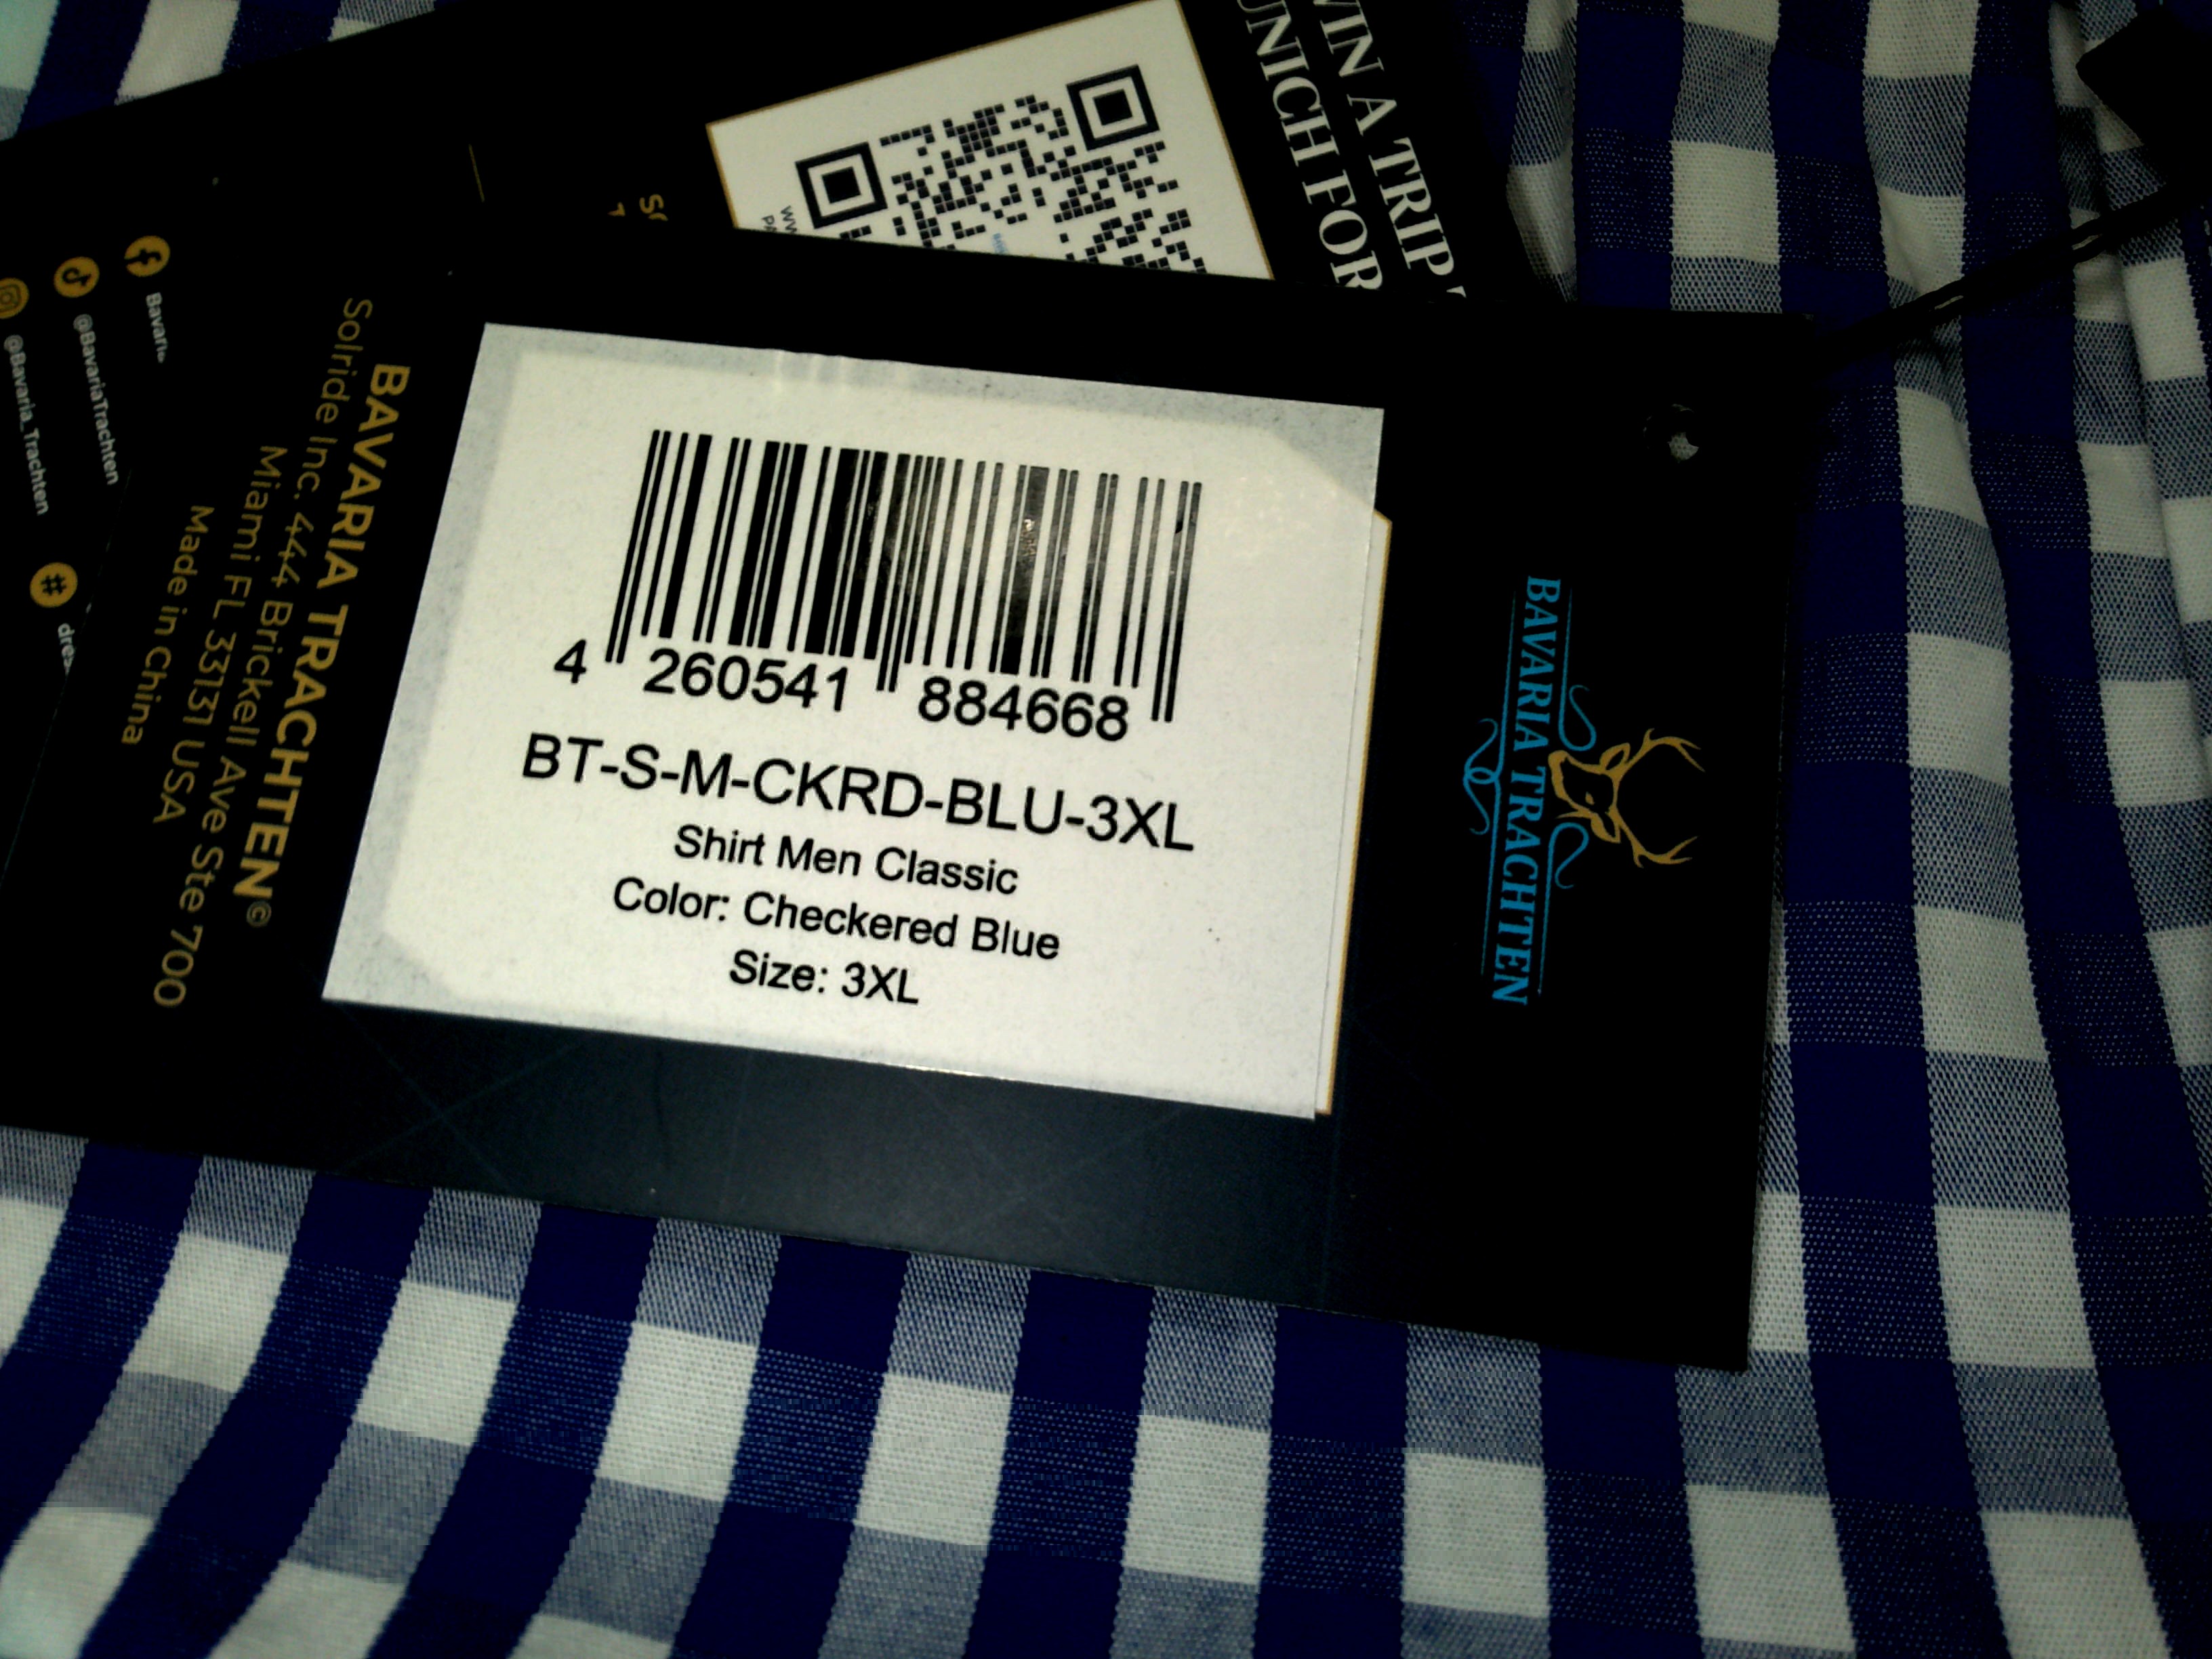 WIN A TRIP
UNICH FOR
Bavaria
@BavariaTrachten
@Bavaria_Trachten
#
BAVARIA TRACHTEN©
Solride Inc. 444 Brickell Ave Ste 700
Miami FL 33131 USA
Made in China
4 260541 884668
BT-S-M-CKRD-BLU-3XL
Shirt Men Classic
Color: Checkered Blue
Size: 3XL
BAVARIA TRACHTEN